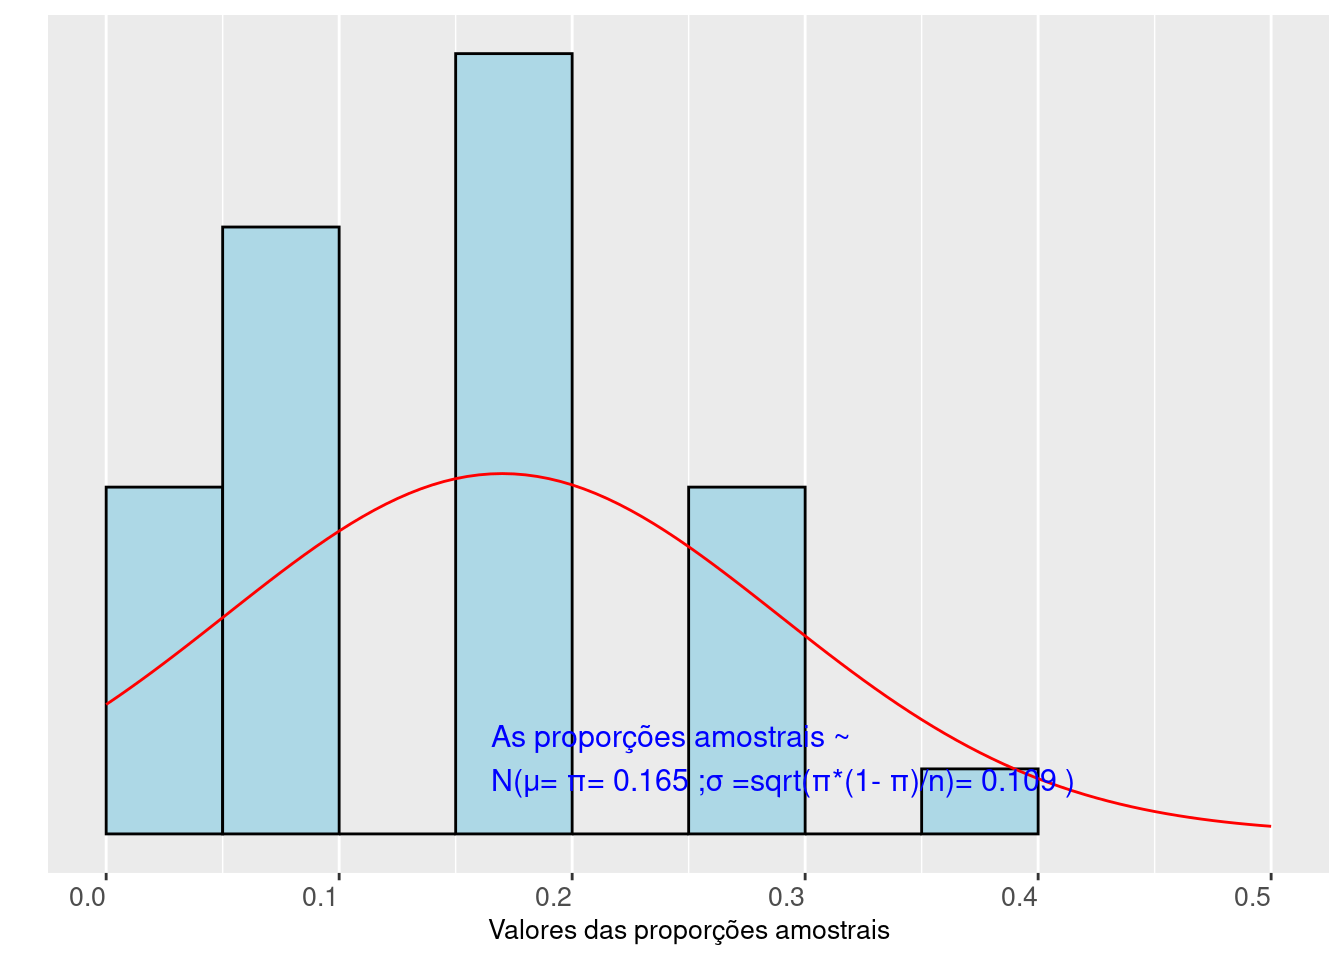 As proporções amostrais ~
N(μ= π= 0.165 ;σ =sqrt(π*(1- π)/n)= 0.109 )
0.0 0.1 0.2 0.3 0.4 0.5
Valores das proporções amostrais